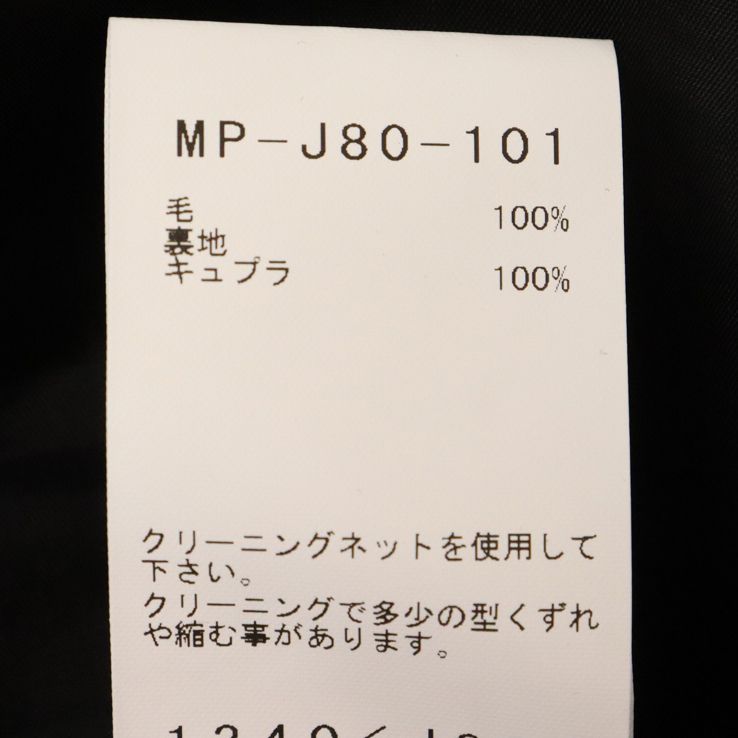 MP-J80-101
毛 100%
裏地
キュプラ 100%
クリーニングネットを使用して
下さい。
クリーニングで多少の型くずれ
や縮む事があります。